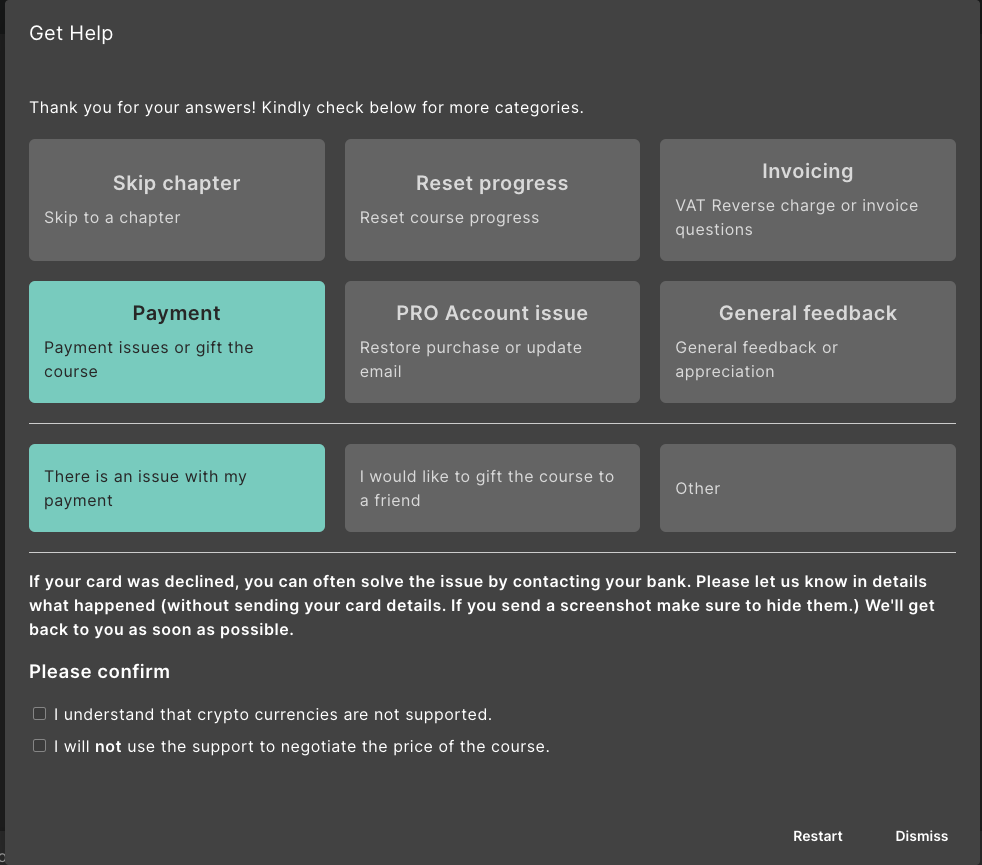 Get Help
Thank you for your answers! Kindly check below for more categories.
Skip chapter
Skip to a chapter
Reset progress
Reset course progress
Invoicing
VAT Reverse charge or invoice
questions
Payment
Payment issues or gift the
course
PRO Account issue
Restore purchase or update
email
General feedback
General feedback or
appreciation
There is an issue with my
payment
I would like to gift the course to
a friend
Other
If your card was declined, you can often solve the issue by contacting your bank. Please let us know in details
what happened (without sending your card details. If you send a screenshot make sure to hide them.) We'll get
back to you as soon as possible.
Please confirm
I understand that crypto currencies are not supported.
I will not use the support to negotiate the price of the course.
Restart
Dismiss